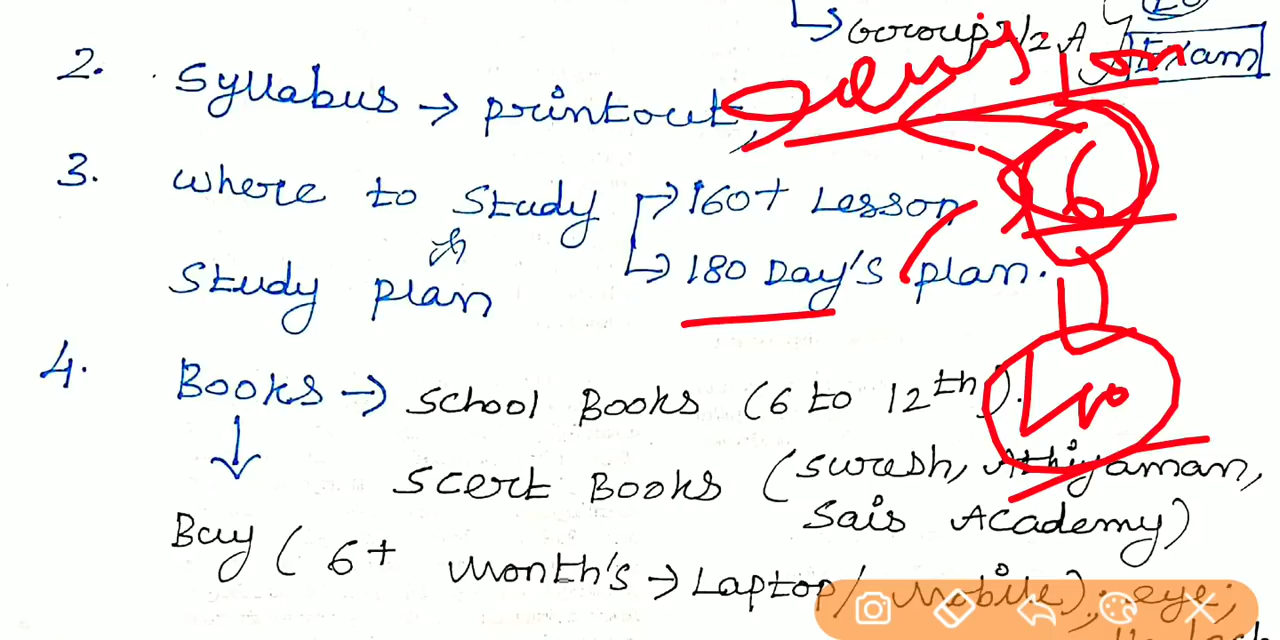 ↳ Group 1/2 A Exam
2. Syllabus → printout,
3. where to Study → 160+ Lesson 6
Study plan → 180 Day's plan.
4. Books → School Books (6 to 12th).
Scert Books (Suresh, Athiyaman,
Sais Academy)
Buy ( 6+ Month's → Laptop/ Mobile); eye;